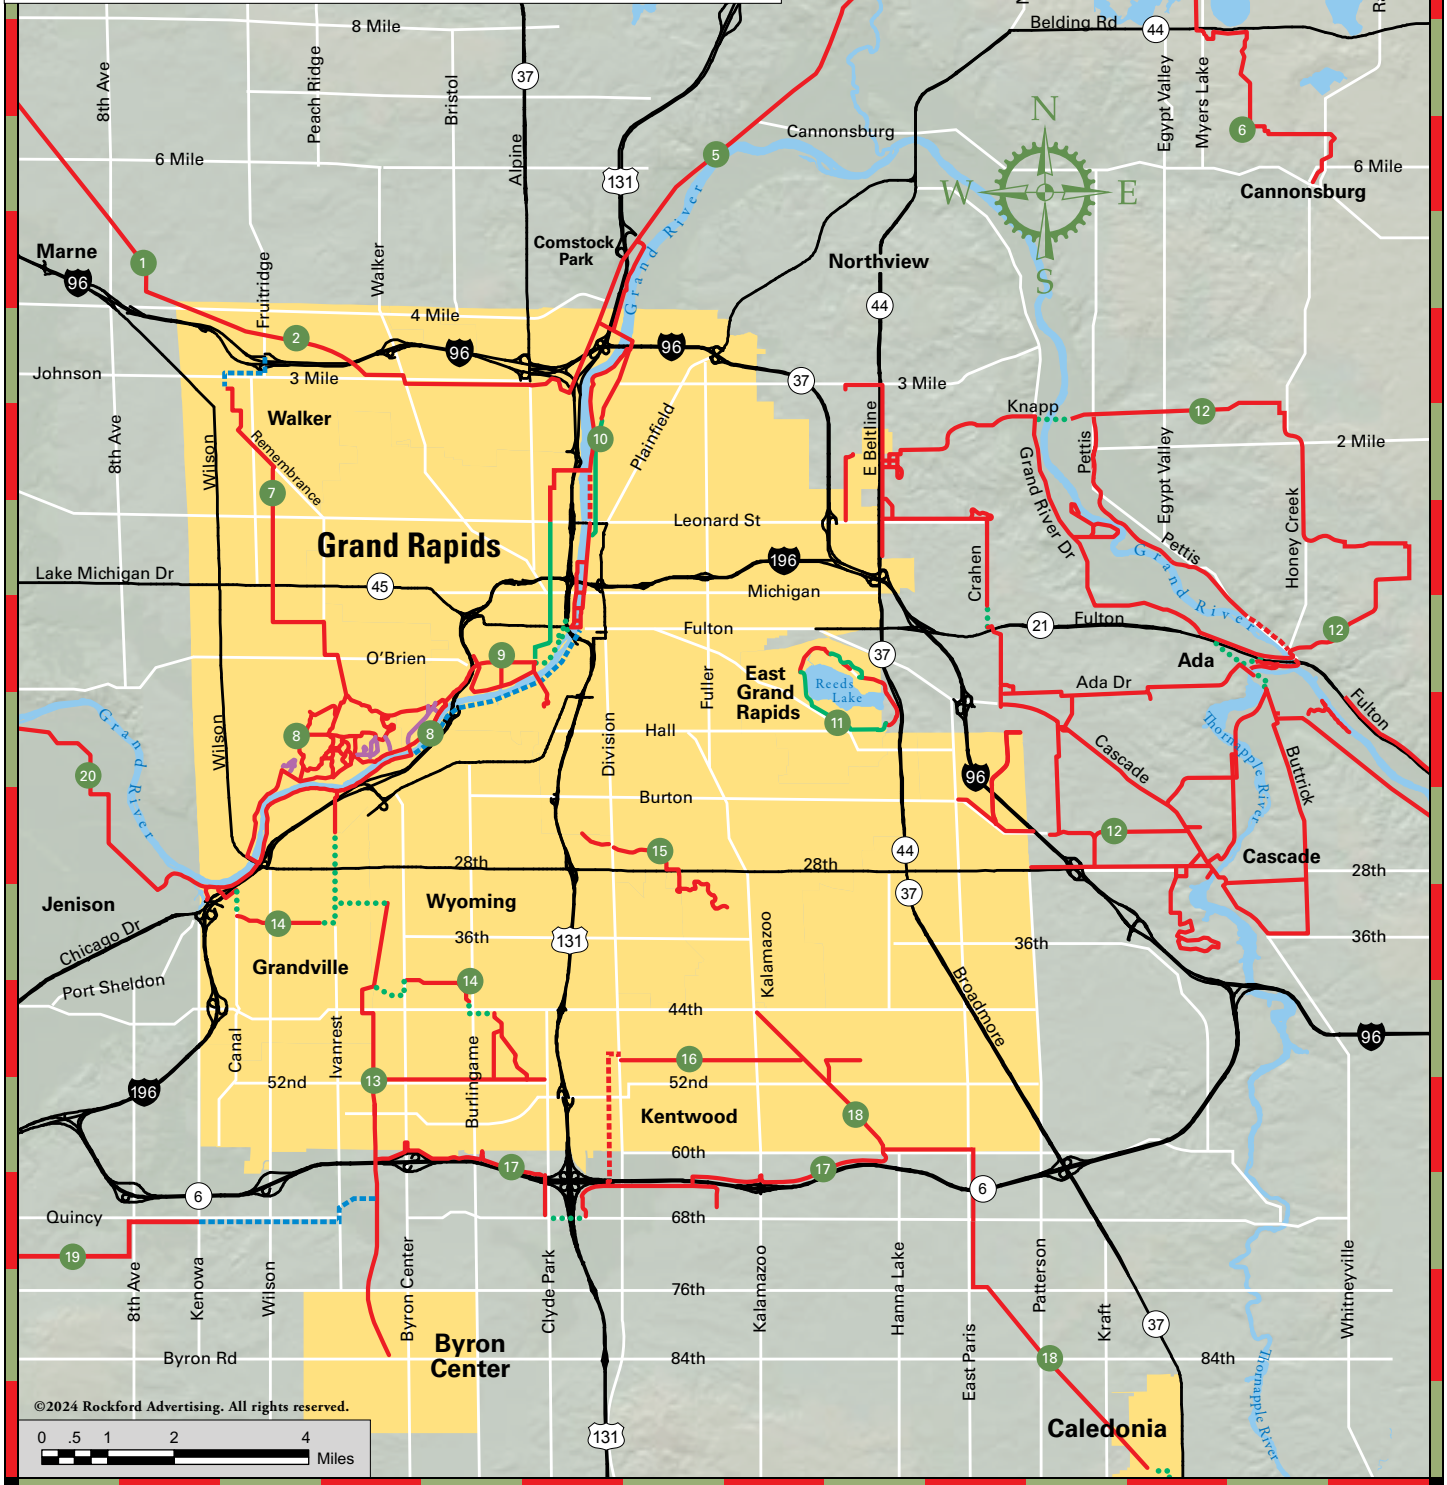 Belding Rd
44
8 Mile
37
8th Ave
Peach Ridge
Bristol
Alpine
Egypt Valley
Myers Lake
6
Cannonsburg
N
5
6 Mile
6 Mile
131
W
E
Cannonsburg
Grand River
Comstock
Park
Marne
1
96
Northview
S
Fruitridge
Walker
44
4 Mile
2
96
96
Johnson
3 Mile
37
3 Mile
Walker
Knapp
12
8th Ave
Wilson
Remembrance
10
Plainfield
E Beltline
Grand River Dr
Pettis
Egypt Valley
2 Mile
7
Leonard St
Honey Creek
Grand Rapids
Pettis
Grand River
196
Lake Michigan Dr
45
Michigan
Crahen
21
Fulton
Fulton
12
O'Brien
9
37
East
Grand
Rapids
Reeds
Lake
Ada
Fuller
Ada Dr
Fulton
Grand River
Wilson
8
8
Division
Hall
11
Thornapple River
Cascade
Buttrick
20
96
Burton
12
15
44
28th
28th
Cascade
28th
37
Jenison
Wyoming
14
Chicago Dr
36th
131
Kalamazoo
36th
36th
Grandville
14
Broadmore
Port Sheldon
44th
Canal
Ivanrest
Burlingame
96
16
13
52nd
52nd
196
Kentwood
18
60th
17
17
6
6
Quincy
68th
19
8th Ave
Kenowa
Wilson
Byron Center
Clyde Park
Kalamazoo
Hanna Lake
Patterson
Kraft
Whitneyville
76th
East Paris
37
Byron
Center
Byron Rd
84th
18
84th
Thornapple River
©2024 Rockford Advertising. All rights reserved.
Caledonia
0 .5 1 2 4
Miles
131